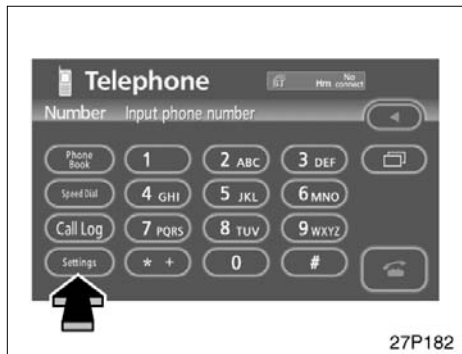 Telephone
No
Hm connect
Number Input phone number
Phone
Book
1
2 ABC
3 DEF
Speed Dial
4 GHI
5 JKL
6 MNO
Call Log
7 PQRS
8 TUV
9 WXYZ
Settings
* +
0
#
27P182